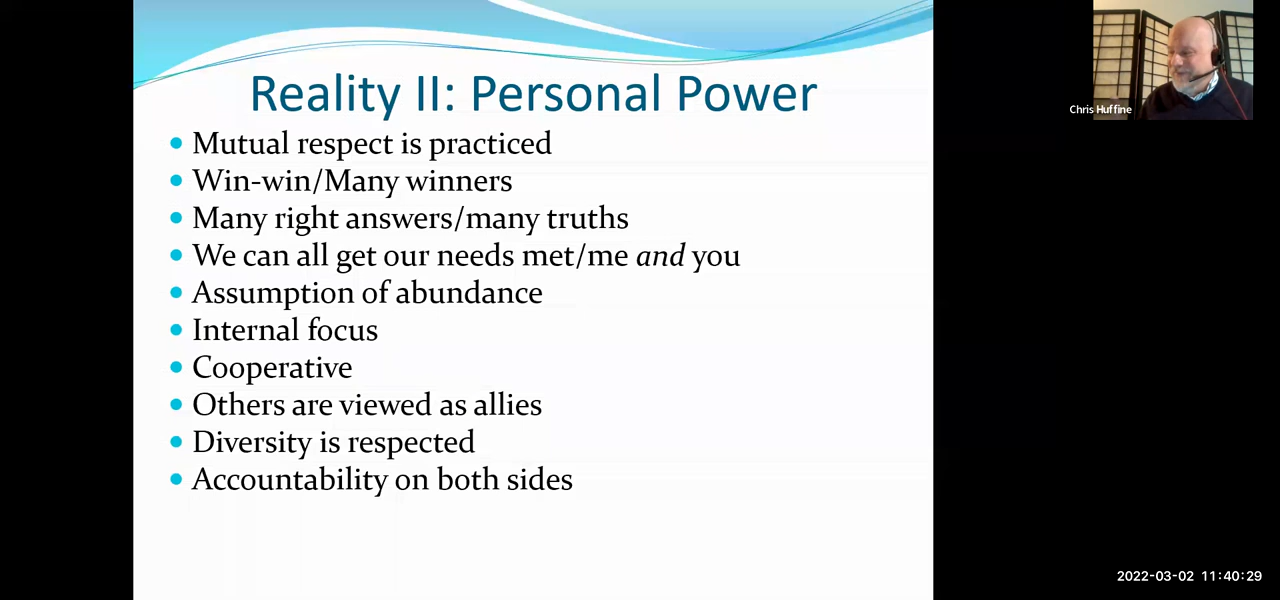 Reality II: Personal Power
Mutual respect is practiced
Win-win/Many winners
Many right answers/many truths
We can all get our needs met/me and you
Assumption of abundance
Internal focus
Cooperative
Others are viewed as allies
Diversity is respected
Accountability on both sides
Chris Huffine
2022-03-02 11:40:29